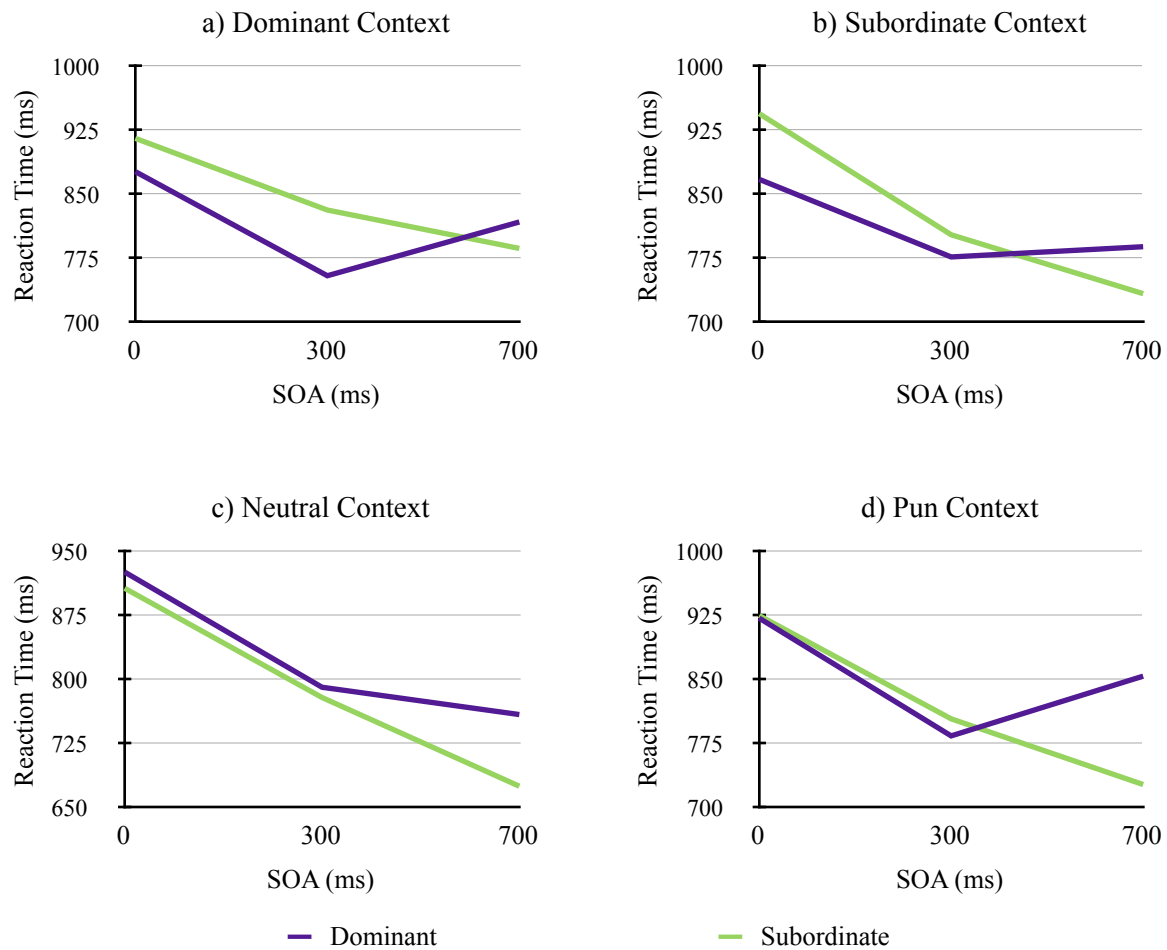 a) Dominant Context
1000
925
850
775
700
Reaction Time (ms)
0 300 700
SOA (ms)
b) Subordinate Context
1000
925
850
775
700
Reaction Time (ms)
0 300 700
SOA (ms)
c) Neutral Context
950
875
800
725
650
Reaction Time (ms)
0 300 700
SOA (ms)
d) Pun Context
1000
925
850
775
700
Reaction Time (ms)
0 300 700
SOA (ms)
Dominant
Subordinate